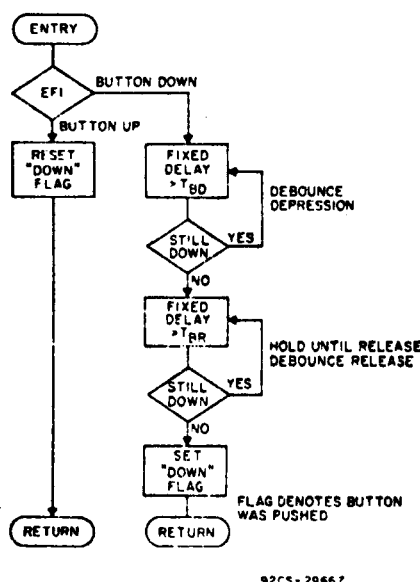 ENTRY
EFI
BUTTON DOWN
BUTTON UP
RESET
"DOWN"
FLAG
FIXED
DELAY
>TBD
DEBOUNCE
DEPRESSION
STILL
DOWN
YES
NO
FIXED
DELAY
>TBR
HOLD UNTIL RELEASE
DEBOUNCE RELEASE
STILL
DOWN
YES
NO
SET
"DOWN"
FLAG
FLAG DENOTES BUTTON
WAS PUSHED
RETURN
RETURN
92CS-29667